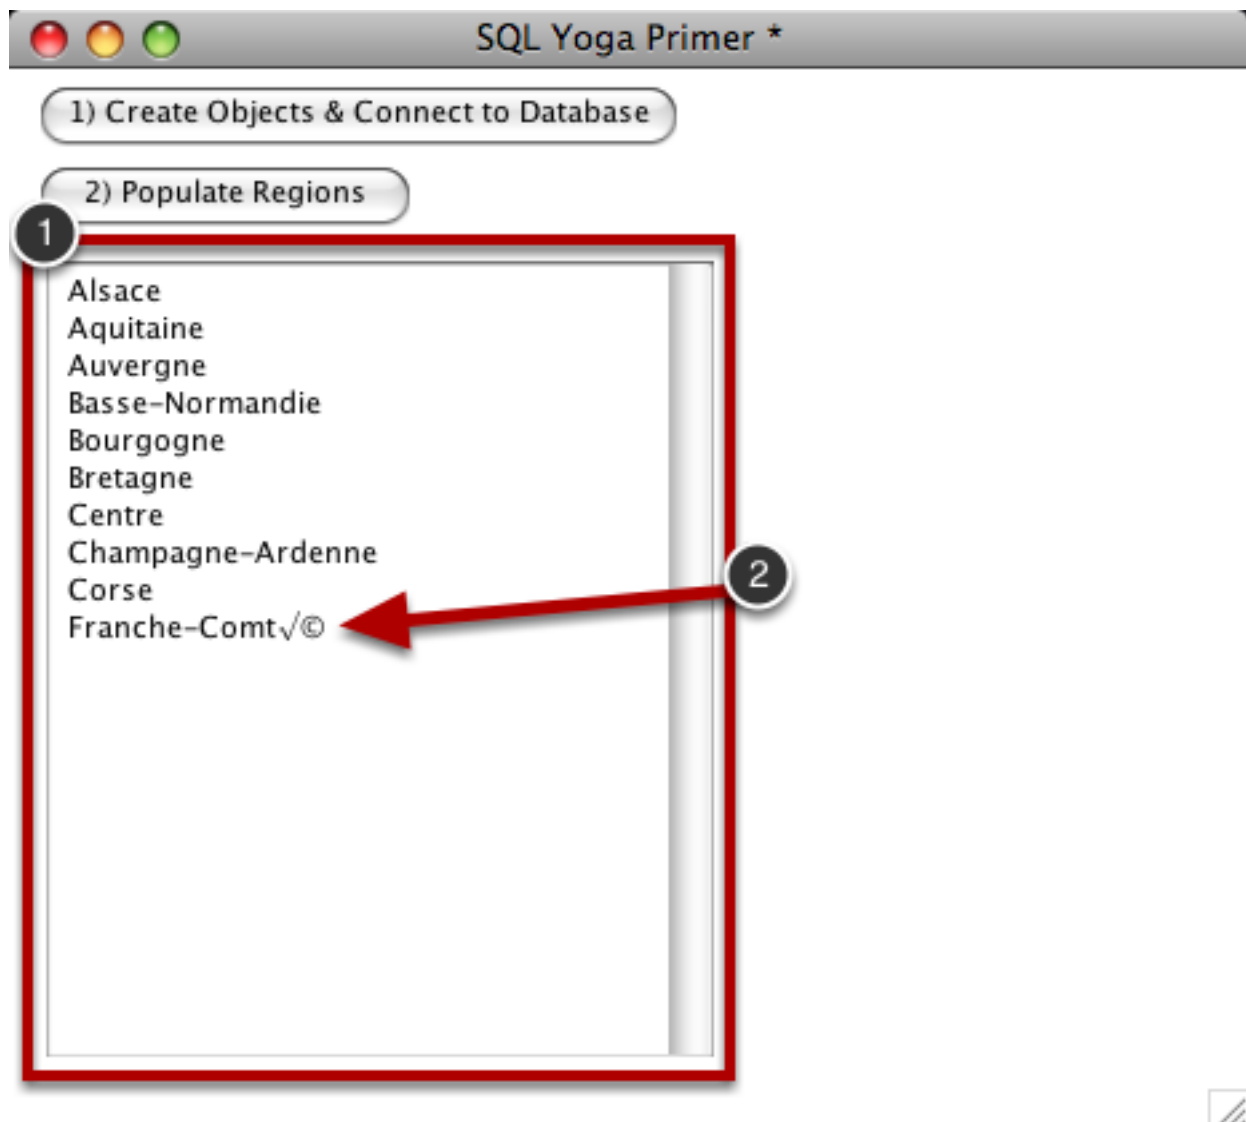 SQL Yoga Primer *
1) Create Objects & Connect to Database
2) Populate Regions
1
Alsace
Aquitaine
Auvergne
Basse-Normandie
Bourgogne
Bretagne
Centre
Champagne-Ardenne
2
Corse
Franche-Comt√©